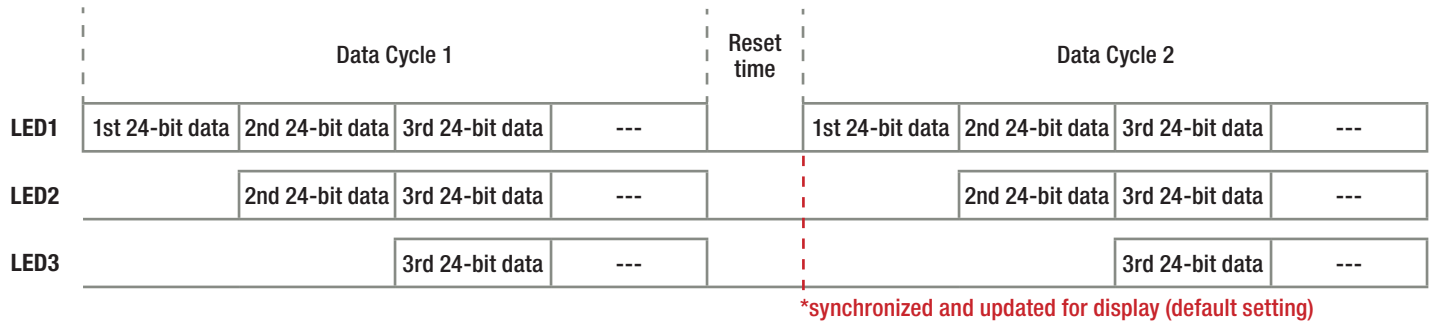 Data Cycle 1 Reset time Data Cycle 2
LED1 1st 24-bit data 2nd 24-bit data 3rd 24-bit data --- 1st 24-bit data 2nd 24-bit data 3rd 24-bit data ---
LED2 2nd 24-bit data 3rd 24-bit data --- 2nd 24-bit data 3rd 24-bit data ---
LED3 3rd 24-bit data --- 3rd 24-bit data ---
*synchronized and updated for display (default setting)